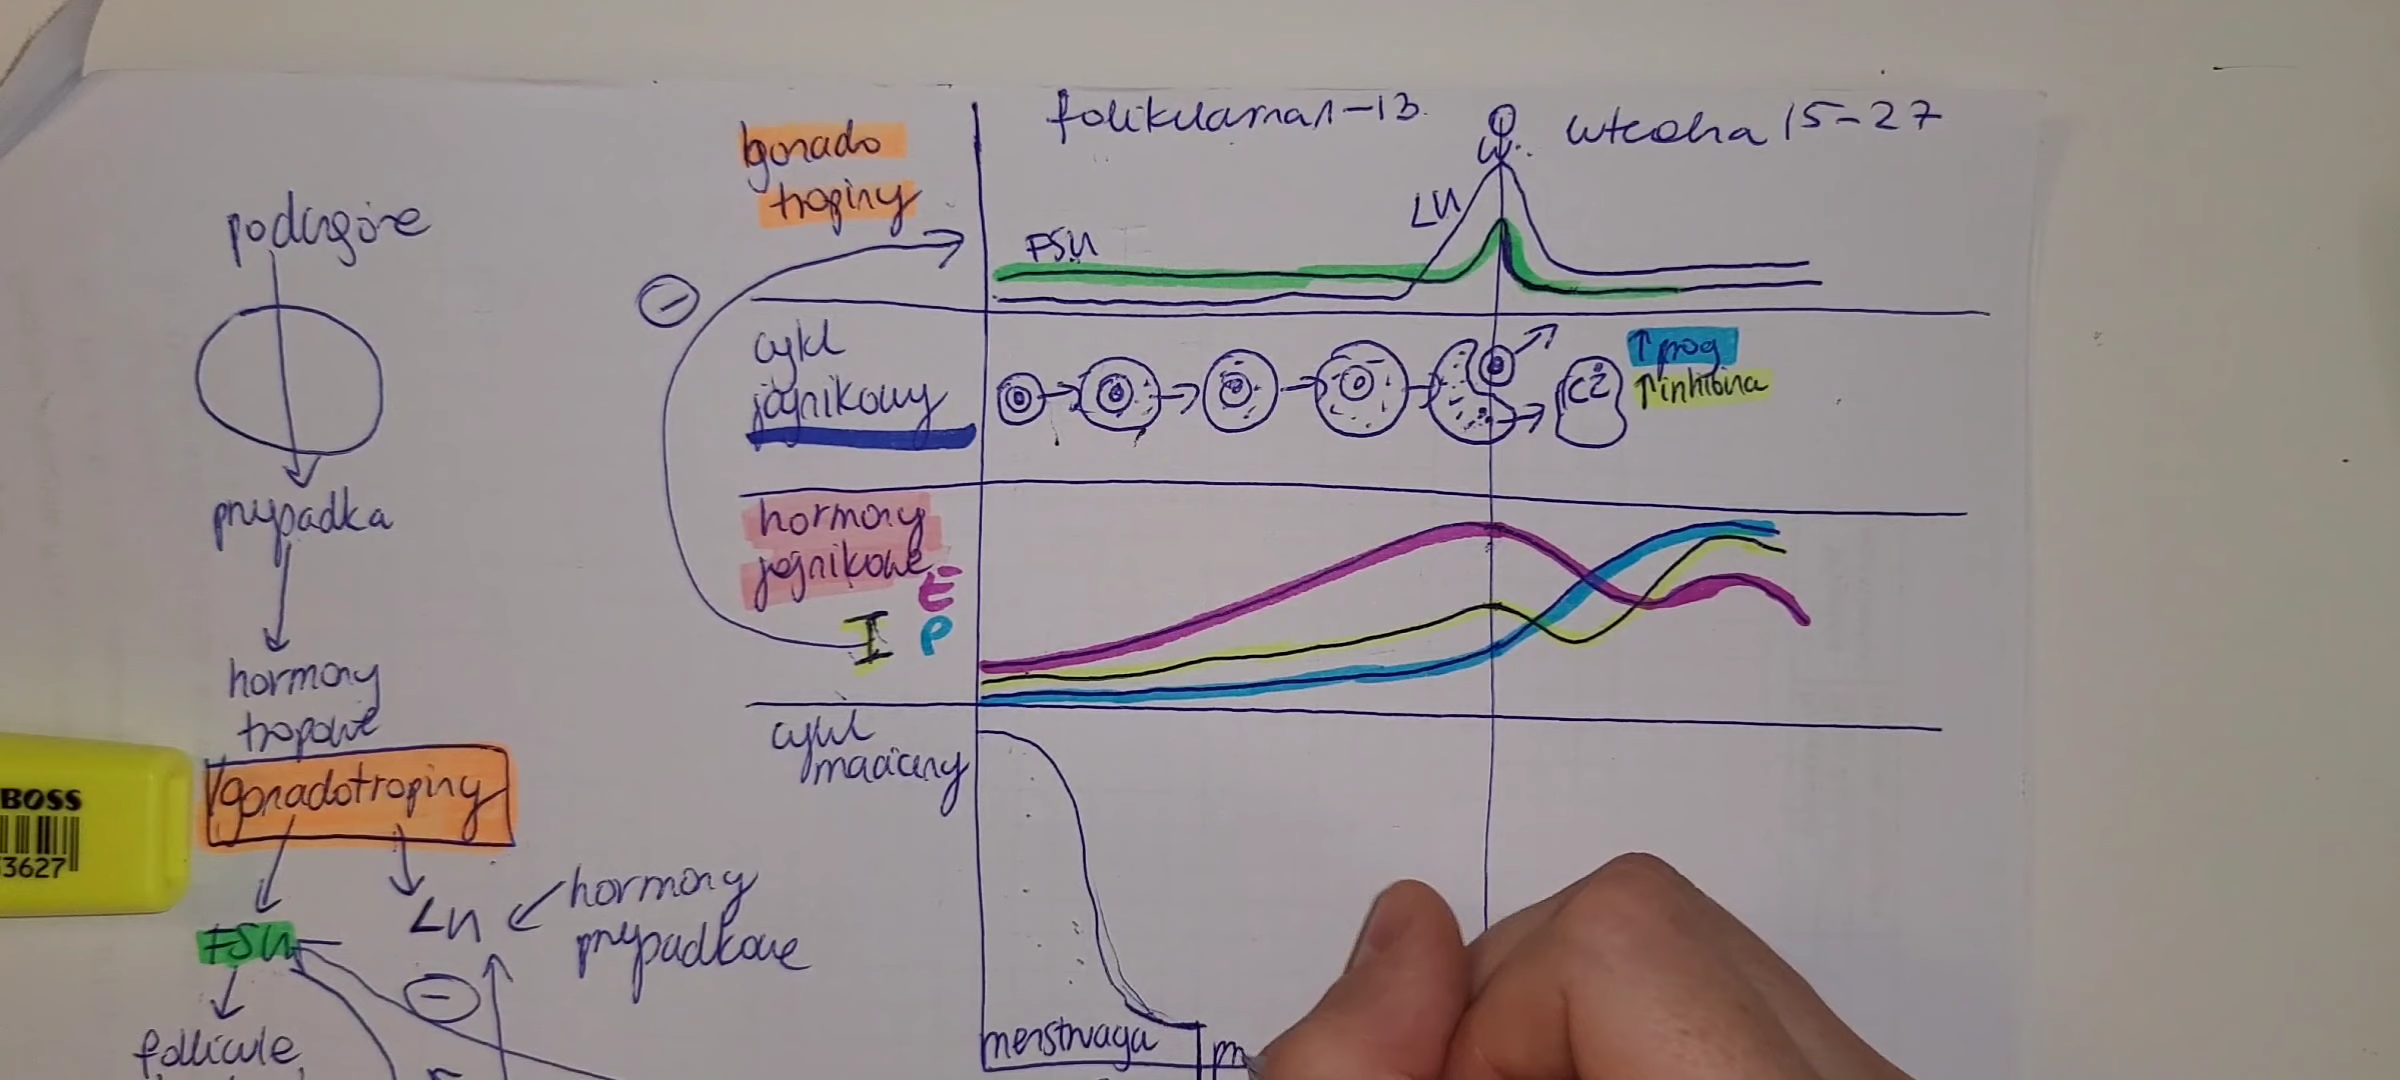 folikularna 1-13
lutealna 15-27
gonado
tropiny
podwgórze
LH
FSH
cykl
jajnikowy
CŻ
↑prog
↑inhibina
przysadka
hormony
jajnikowe
E
I
P
hormony
tropowe
cykl
maciczny
gonadotropiny
BOSS
3627
FSH
LH
hormony
przysadkowe
menstruacja
follicule